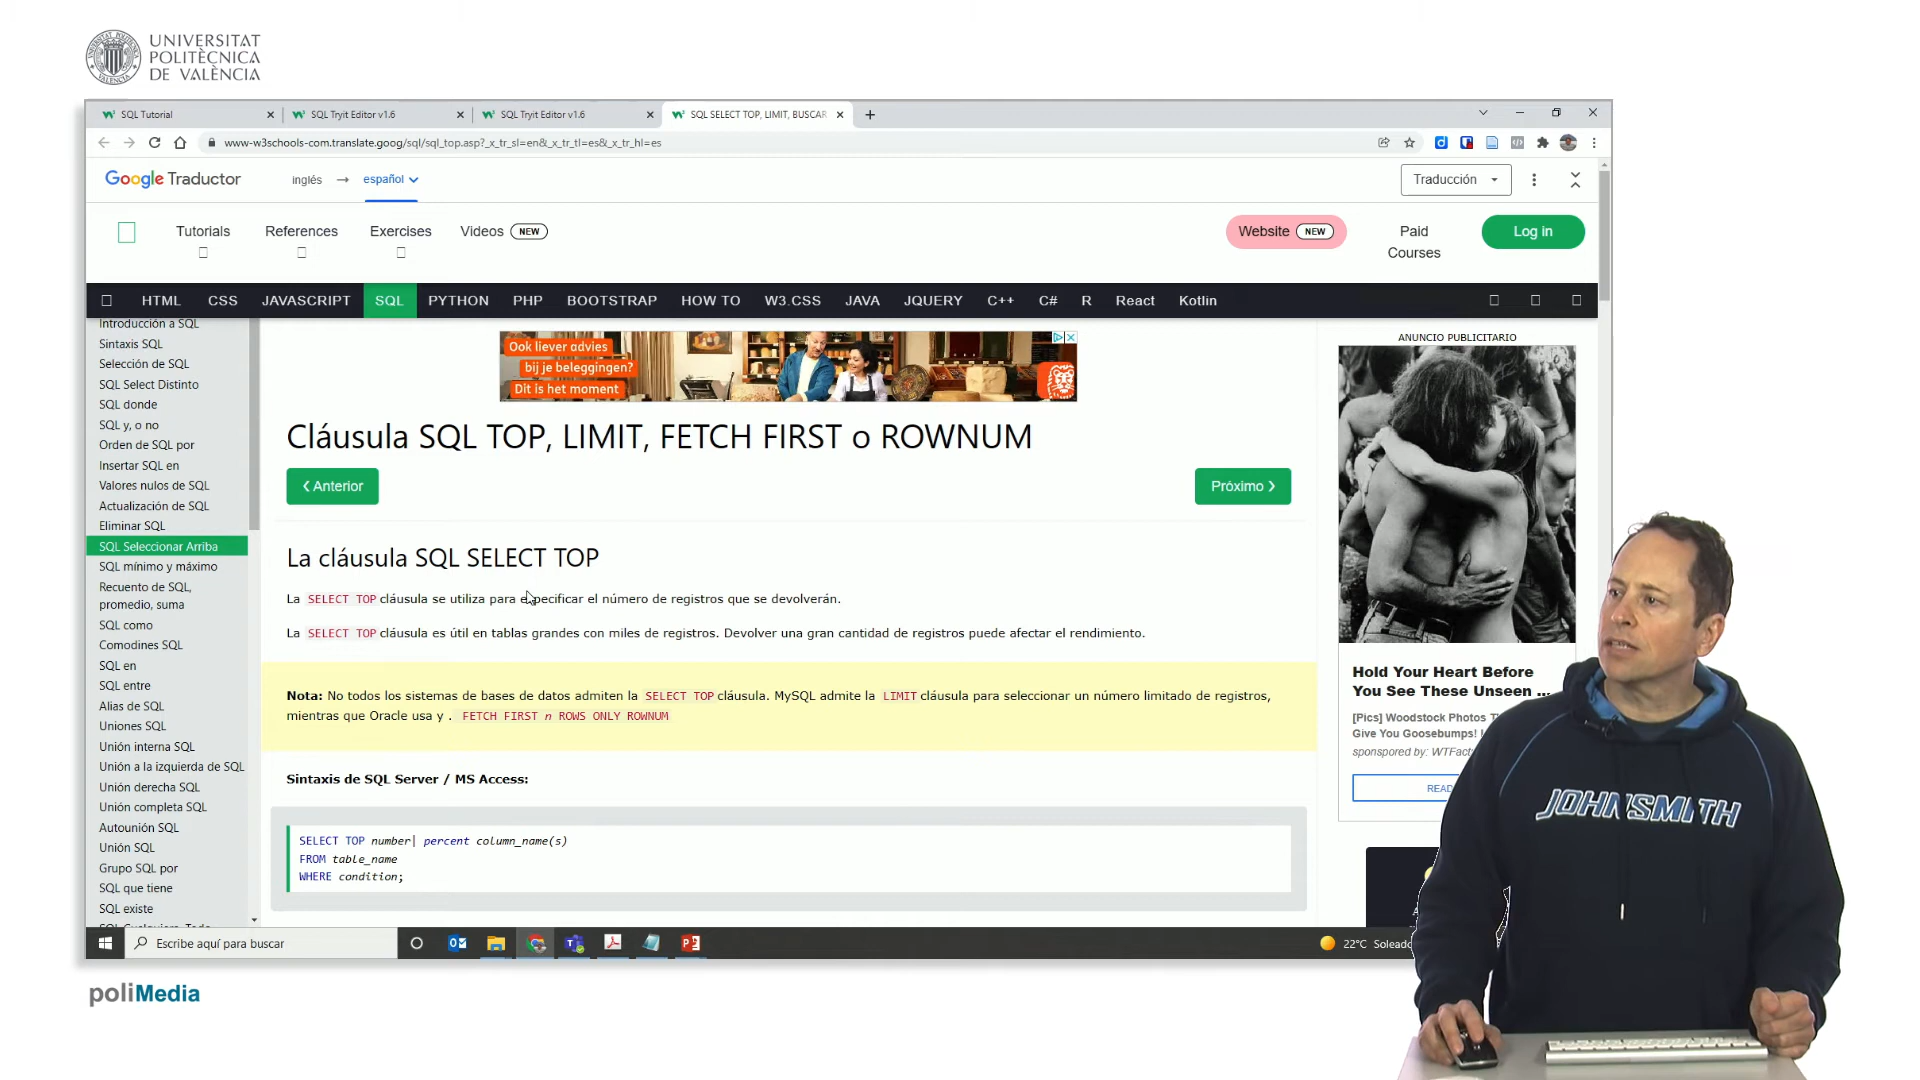 UNIVERSITAT
POLITÈCNICA
DE VALÈNCIA
SQL Tutorial
SQL Tryit Editor v1.6
SQL Tryit Editor v1.6
SQL SELECT TOP, LIMIT, BUSCAR
www-w3schools-com.translate.goog/sql/sql_top.asp?_x_tr_sl=en&_x_tr_tl=es&_x_tr_hl=es
Google Traductor
inglés → español
Traducción
Tutorials
References
Exercises
Videos NEW
Website NEW
Paid
Courses
Log in
HTML CSS JAVASCRIPT SQL PYTHON PHP BOOTSTRAP HOW TO W3.CSS JAVA JQUERY C++ C# R React Kotlin
Introducción a SQL
Sintaxis SQL
Selección de SQL
SQL Select Distinto
SQL donde
SQL y, o no
Orden de SQL por
Insertar SQL en
Valores nulos de SQL
Actualización de SQL
Eliminar SQL
SQL Seleccionar Arriba
SQL mínimo y máximo
Recuento de SQL,
promedio, suma
SQL como
Comodines SQL
SQL en
SQL entre
Alias de SQL
Uniones SQL
Unión interna SQL
Unión a la izquierda de SQL
Unión derecha SQL
Unión completa SQL
Autounión SQL
Unión SQL
Grupo SQL por
SQL que tiene
SQL existe
Ook liever advies
bij je beleggingen?
Dit is het moment
ING
Cláusula SQL TOP, LIMIT, FETCH FIRST o ROWNUM
❮ Anterior
Próximo ❯
La cláusula SQL SELECT TOP
La SELECT TOP cláusula se utiliza para especificar el número de registros que se devolverán.
La SELECT TOP cláusula es útil en tablas grandes con miles de registros. Devolver una gran cantidad de registros puede afectar el rendimiento.
Nota: No todos los sistemas de bases de datos admiten la SELECT TOP cláusula. MySQL admite la LIMIT cláusula para seleccionar un número limitado de registros,
mientras que Oracle usa y . FETCH FIRST n ROWS ONLY ROWNUM
Sintaxis de SQL Server / MS Access:
SELECT TOP number| percent column_name(s)
FROM table_name
WHERE condition;
ANUNCIO PUBLICITARIO
Hold Your Heart Before
You See These Unseen ...
[Pics] Woodstock Photos
Give You Goosebumps!
sponsored by: WTFact
READ
JOHNSMITH
Escribe aquí para buscar
22°C Soleado
poliMedia